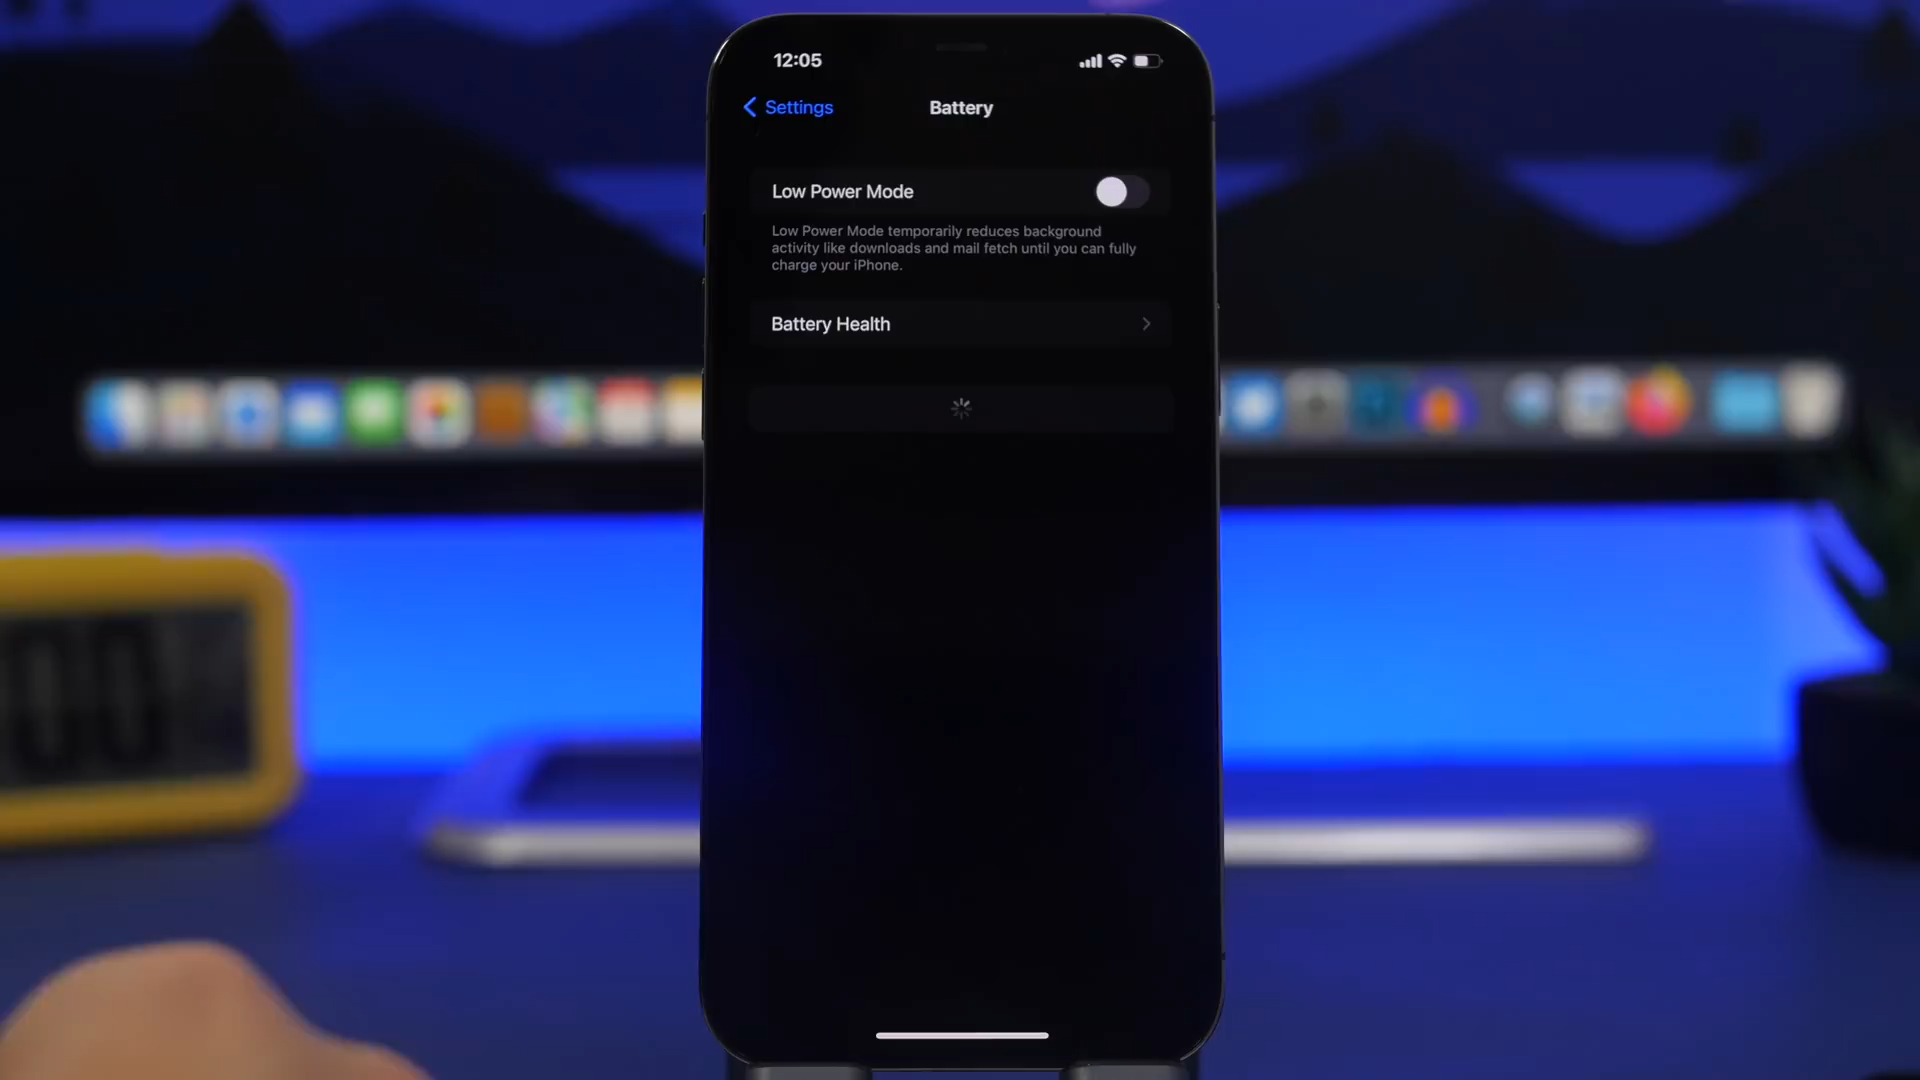 12:05
Settings
Battery
Low Power Mode
Low Power Mode temporarily reduces background
activity like downloads and mail fetch until you can fully
charge your iPhone.
Battery Health